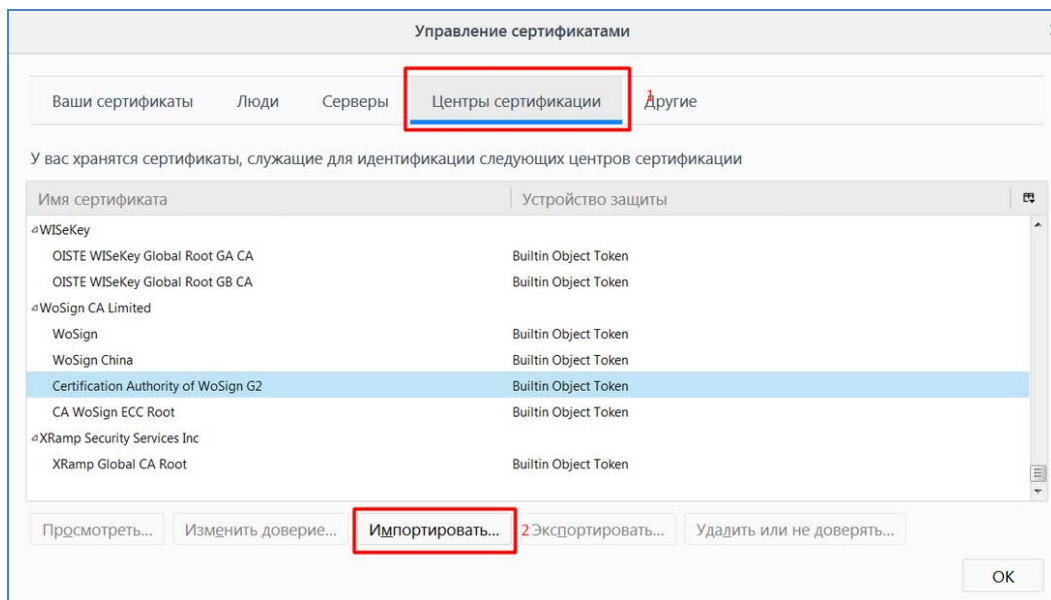 Управление сертификатами
Ваши сертификаты Люди Серверы Центры сертификации 1 Другие
У вас хранятся сертификаты, служащие для идентификации следующих центров сертификации
Имя сертификата Устройство защиты
WISeKey
OISTE WISeKey Global Root GA CA Builtin Object Token
OISTE WISeKey Global Root GB CA Builtin Object Token
WoSign CA Limited
WoSign Builtin Object Token
WoSign China Builtin Object Token
Certification Authority of WoSign G2 Builtin Object Token
CA WoSign ECC Root Builtin Object Token
XRamp Security Services Inc
XRamp Global CA Root Builtin Object Token
Просмотреть... Изменить доверие... Импортировать... 2 Экспортировать... Удалить или не доверять...
OK